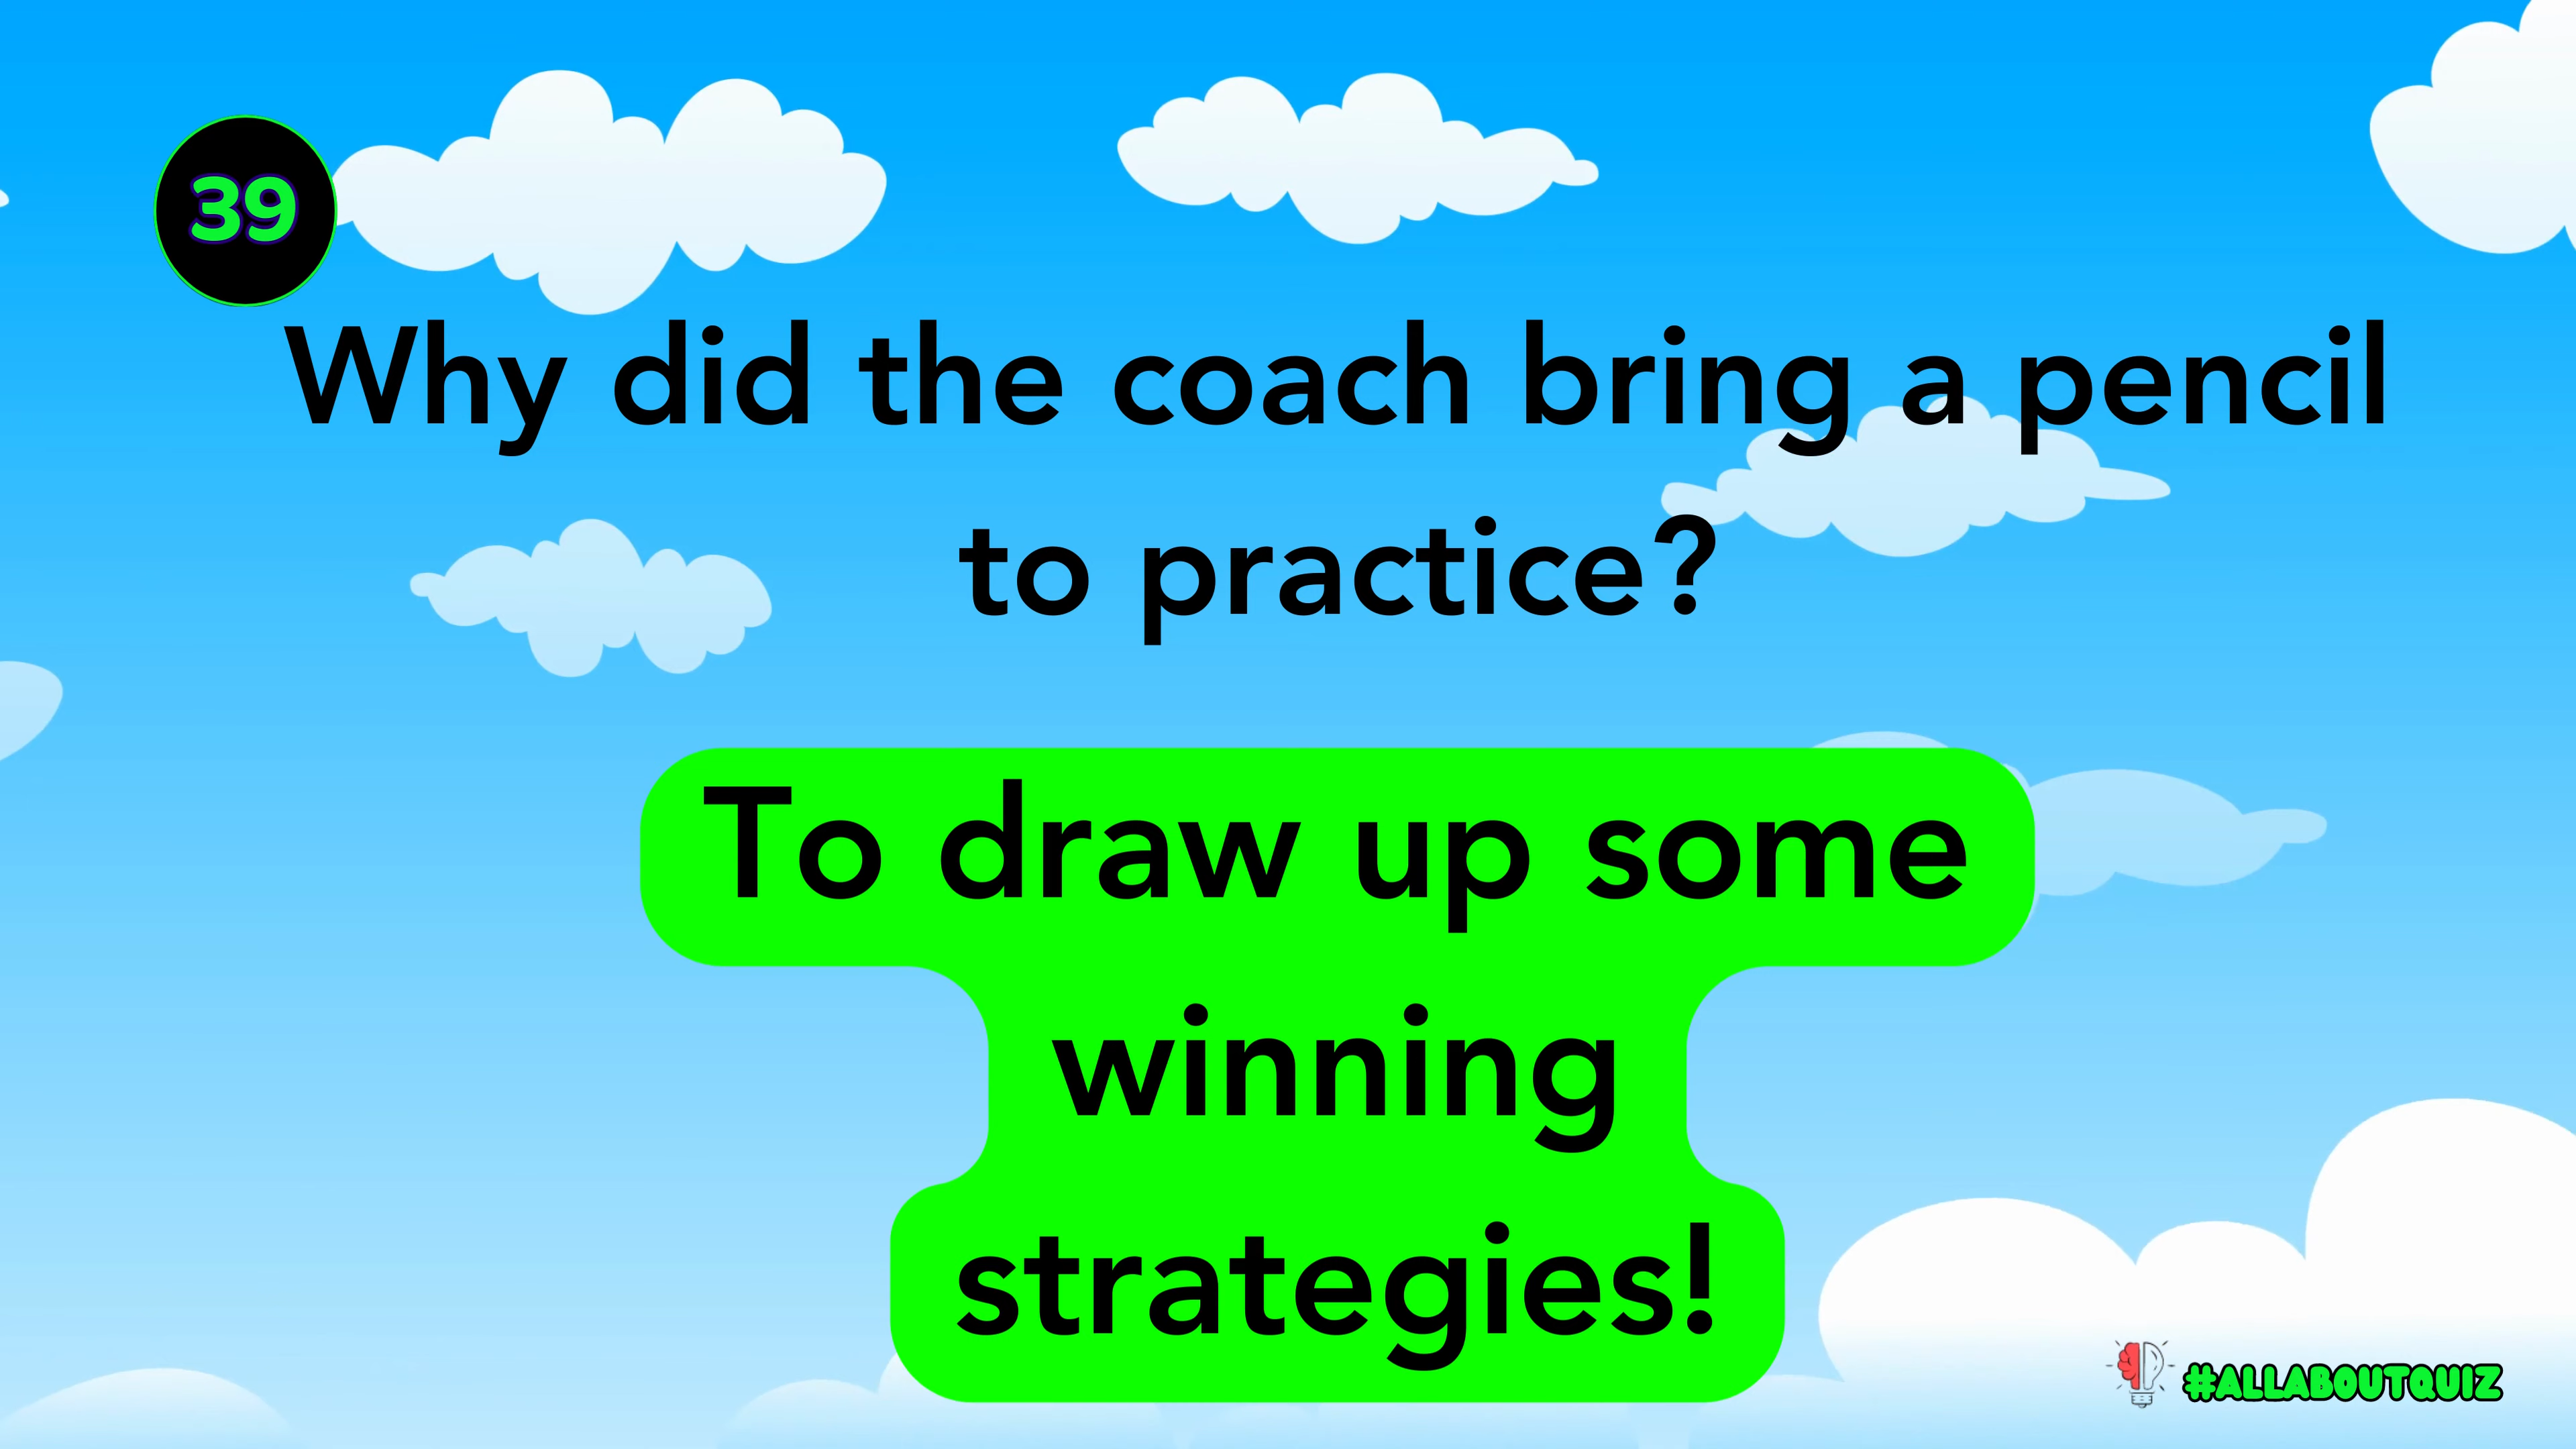 39
Why did the coach bring a pencil
to practice?
To draw up some
winning
strategies!
#ALLABOUTQUIZ